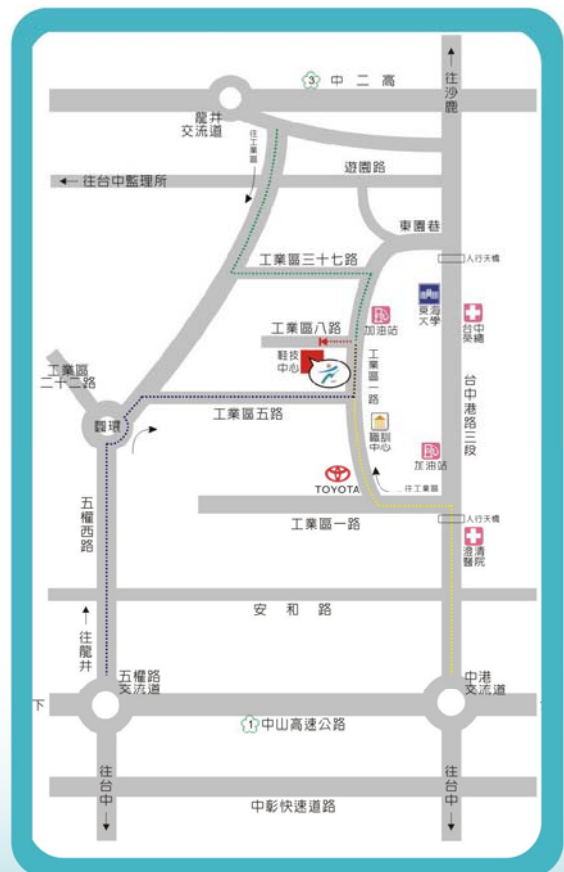 往沙鹿
3 中二高
龍井
交流道
往工業區
遊園路
往台中監理所
東園巷
人行天橋
工業區三十七路
東海
大學
台中
榮總
加油站
工業區八路
鞋技
中心
工業區一路
工業區
二十二路
台中港路三段
圓環
工業區五路
職訓
中心
加油站
TOYOTA
往工業區
工業區一路
人行天橋
澄清
醫院
五權西路
安和路
往龍井
五權路
交流道
中港
交流道
下
1 中山高速公路
往台中
往台中
中彰快速道路